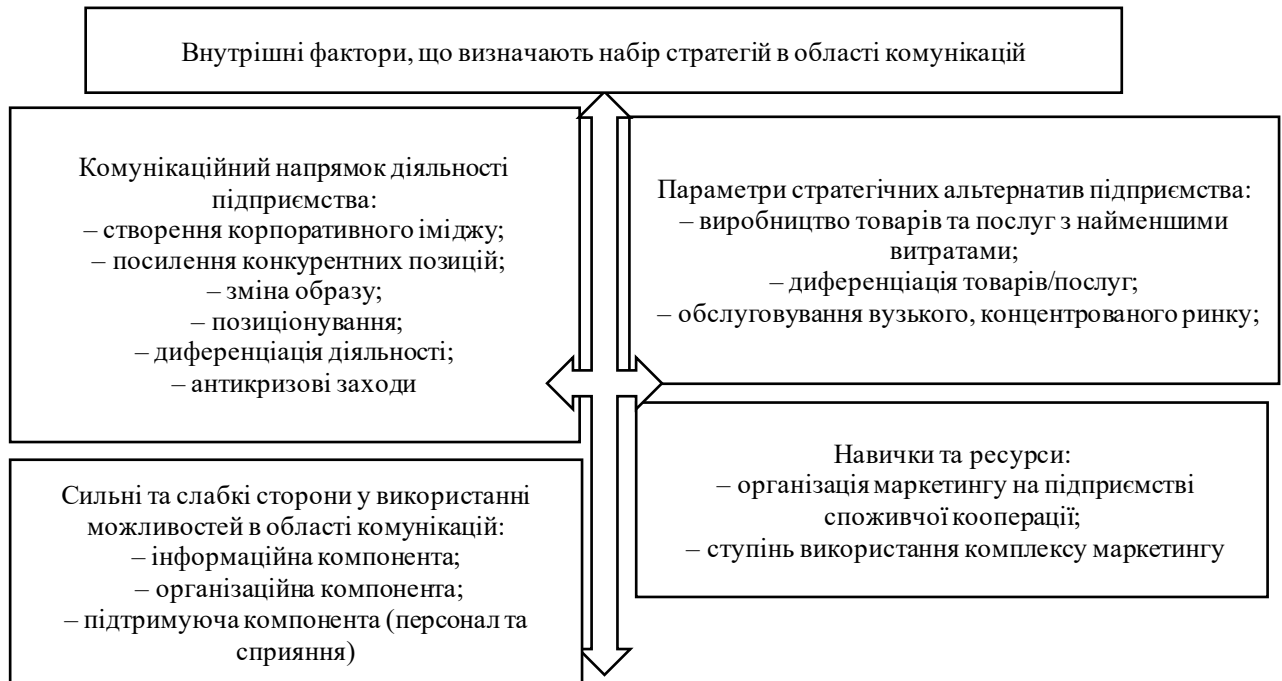 Внутрішні фактори, що визначають набір стратегій в області комунікацій
Комунікаційний напрямок діяльності
підприємства:
– створення корпоративного іміджу;
– посилення конкурентних позицій;
– зміна образу;
– позиціонування;
– диференціація діяльності;
– антикризові заходи
Параметри стратегічних альтернатив підприємства:
– виробництво товарів та послуг з найменшими
витратами;
– диференціація товарів/послуг;
– обслуговування вузького, концентрованого ринку;
Сильні та слабкі сторони у використанні
можливостей в області комунікацій:
– інформаційна компонента;
– організаційна компонента;
– підтримуюча компонента (персонал та
сприяння)
Навички та ресурси:
– організація маркетингу на підприємстві
споживчої кооперації;
– ступінь використання комплексу маркетингу